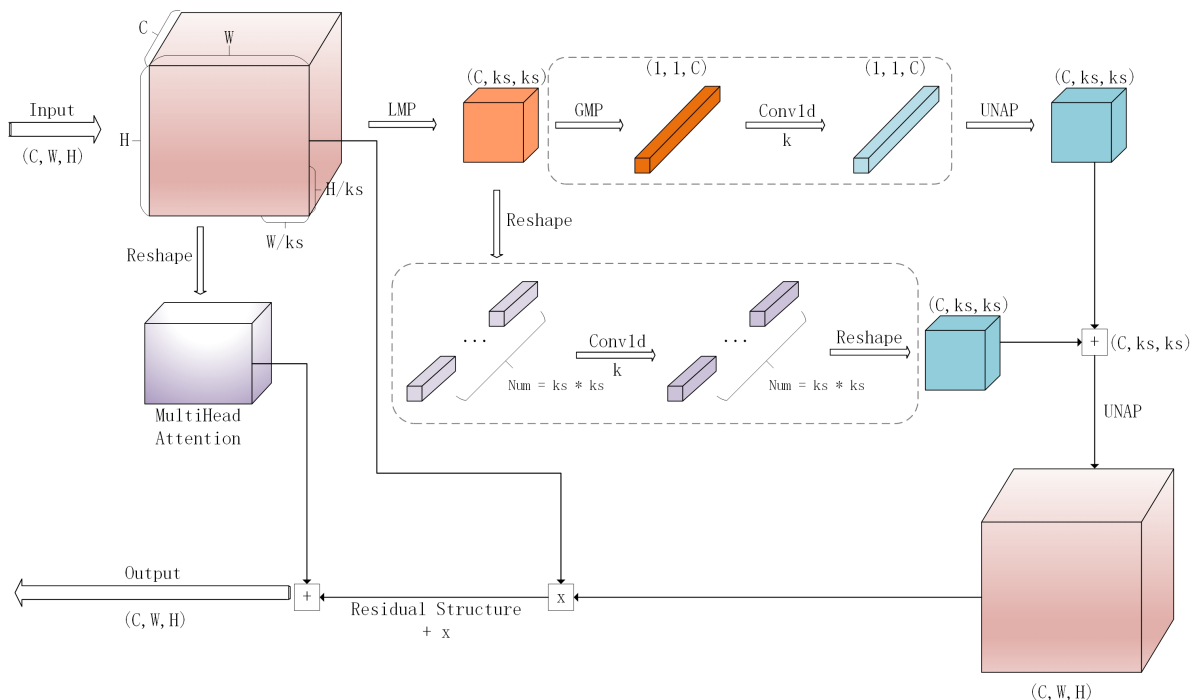 C
W
(C, ks, ks)
(1, 1, C)
(1, 1, C)
(C, ks, ks)
Input
(C, W, H)
H
LMP
GMP
Conv1d
k
UNAP
H/ks
W/ks
Reshape
Reshape
MultiHead
Attention
...
Num = ks * ks
Conv1d
k
...
Num = ks * ks
Reshape
(C, ks, ks)
+
(C, ks, ks)
UNAP
Output
(C, W, H)
+
Residual Structure
+ x
x
(C, W, H)